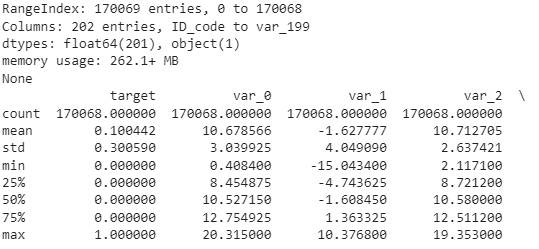 RangeIndex: 170069 entries, 0 to 170068
Columns: 202 entries, ID_code to var_199
dtypes: float64(201), object(1)
memory usage: 262.1+ MB
None
target var_0 var_1 var_2 \
count 170068.000000 170068.000000 170068.000000 170068.000000
mean 0.100442 10.678566 -1.627777 10.712705
std 0.300590 3.039925 4.049090 2.637421
min 0.000000 0.408400 -15.043400 2.117100
25% 0.000000 8.454875 -4.743625 8.721200
50% 0.000000 10.527150 -1.608450 10.580000
75% 0.000000 12.754925 1.363325 12.511200
max 1.000000 20.315000 10.376800 19.353000